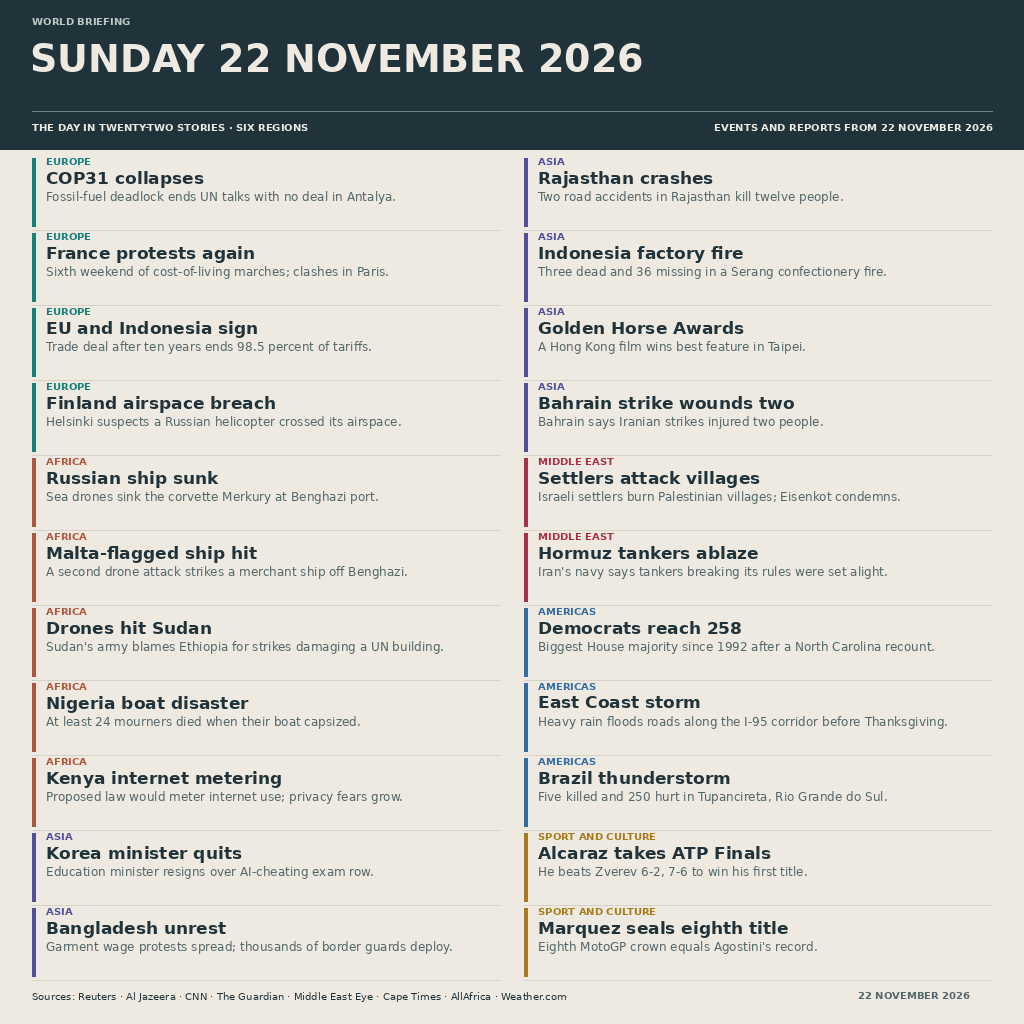 WORLD BRIEFING
SUNDAY 22 NOVEMBER 2026
THE DAY IN TWENTY-TWO STORIES · SIX REGIONS
EVENTS AND REPORTS FROM 22 NOVEMBER 2026
EUROPE
COP31 collapses
Fossil-fuel deadlock ends UN talks with no deal in Antalya.
EUROPE
France protests again
Sixth weekend of cost-of-living marches; clashes in Paris.
EUROPE
EU and Indonesia sign
Trade deal after ten years ends 98.5 percent of tariffs.
EUROPE
Finland airspace breach
Helsinki suspects a Russian helicopter crossed its airspace.
AFRICA
Russian ship sunk
Sea drones sink the corvette Merkury at Benghazi port.
AFRICA
Malta-flagged ship hit
A second drone attack strikes a merchant ship off Benghazi.
AFRICA
Drones hit Sudan
Sudan's army blames Ethiopia for strikes damaging a UN building.
AFRICA
Nigeria boat disaster
At least 24 mourners died when their boat capsized.
AFRICA
Kenya internet metering
Proposed law would meter internet use; privacy fears grow.
ASIA
Korea minister quits
Education minister resigns over AI-cheating exam row.
ASIA
Bangladesh unrest
Garment wage protests spread; thousands of border guards deploy.
ASIA
Rajasthan crashes
Two road accidents in Rajasthan kill twelve people.
ASIA
Indonesia factory fire
Three dead and 36 missing in a Serang confectionery fire.
ASIA
Golden Horse Awards
A Hong Kong film wins best feature in Taipei.
ASIA
Bahrain strike wounds two
Bahrain says Iranian strikes injured two people.
MIDDLE EAST
Settlers attack villages
Israeli settlers burn Palestinian villages; Eisenkot condemns.
MIDDLE EAST
Hormuz tankers ablaze
Iran's navy says tankers breaking its rules were set alight.
AMERICAS
Democrats reach 258
Biggest House majority since 1992 after a North Carolina recount.
AMERICAS
East Coast storm
Heavy rain floods roads along the I-95 corridor before Thanksgiving.
AMERICAS
Brazil thunderstorm
Five killed and 250 hurt in Tupancireta, Rio Grande do Sul.
SPORT AND CULTURE
Alcaraz takes ATP Finals
He beats Zverev 6-2, 7-6 to win his first title.
SPORT AND CULTURE
Marquez seals eighth title
Eighth MotoGP crown equals Agostini's record.
Sources: Reuters · Al Jazeera · CNN · The Guardian · Middle East Eye · Cape Times · AllAfrica · Weather.com
22 NOVEMBER 2026